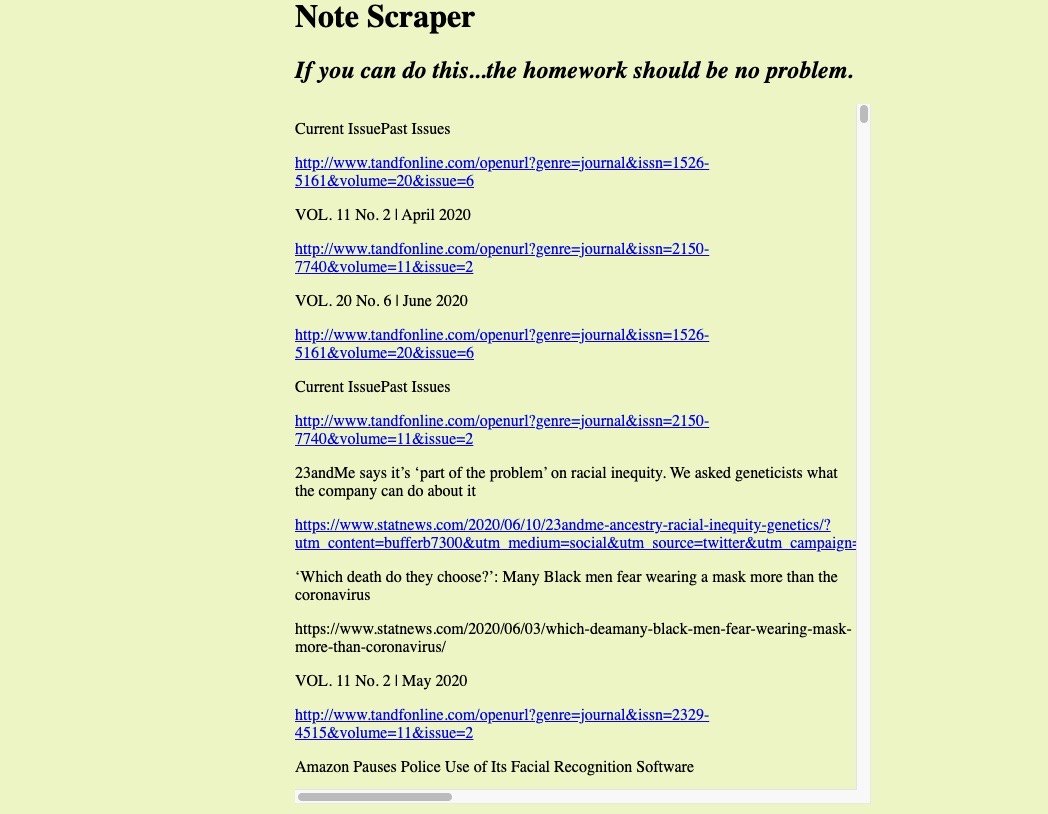 Note Scraper
If you can do this...the homework should be no problem.
Current IssuePast Issues
http://www.tandfonline.com/openurl?genre=journal&issn=1526-
5161&volume=20&issue=6
VOL. 11 No. 2 | April 2020
http://www.tandfonline.com/openurl?genre=journal&issn=2150-
7740&volume=11&issue=2
VOL. 20 No. 6 | June 2020
http://www.tandfonline.com/openurl?genre=journal&issn=1526-
5161&volume=20&issue=6
Current IssuePast Issues
http://www.tandfonline.com/openurl?genre=journal&issn=2150-
7740&volume=11&issue=2
23andMe says it’s ‘part of the problem’ on racial inequity. We asked geneticists what
the company can do about it
https://www.statnews.com/2020/06/10/23andme-ancestry-racial-inequity-genetics/?
utm_content=bufferb7300&utm_medium=social&utm_source=twitter&utm_campaign=
‘Which death do they choose?’: Many Black men fear wearing a mask more than the
coronavirus
https://www.statnews.com/2020/06/03/which-deamany-black-men-fear-wearing-mask-
more-than-coronavirus/
VOL. 11 No. 2 | May 2020
http://www.tandfonline.com/openurl?genre=journal&issn=2329-
4515&volume=11&issue=2
Amazon Pauses Police Use of Its Facial Recognition Software